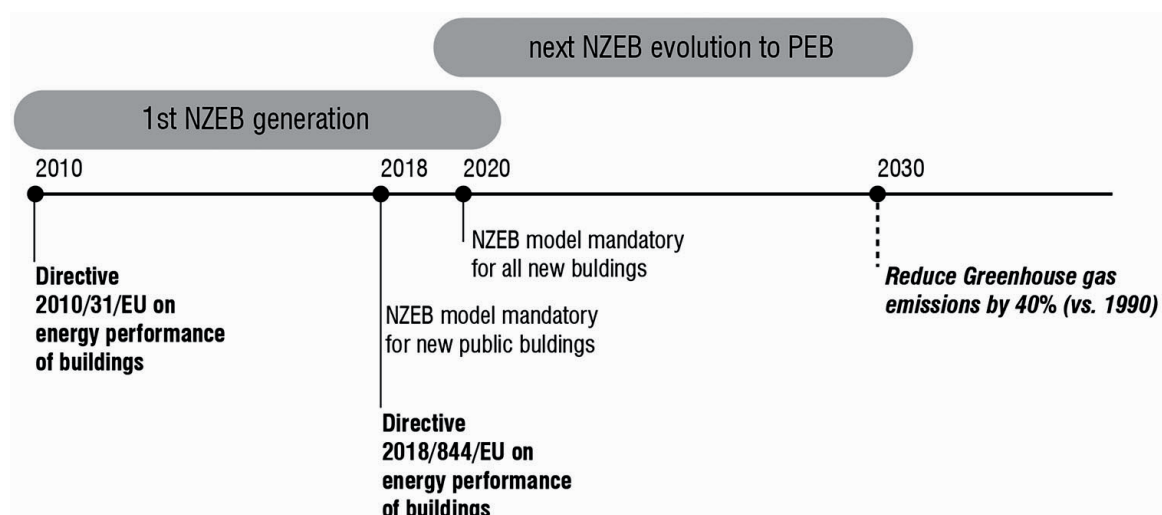 next NZEB evolution to PEB
1st NZEB generation
2010
2018
2020
2030
NZEB model mandatory
for all new buldings
Directive
2010/31/EU on
energy performance
of buildings
Reduce Greenhouse gas
emissions by 40% (vs. 1990)
NZEB model mandatory
for new public buldings
Directive
2018/844/EU on
energy performance
of buildings